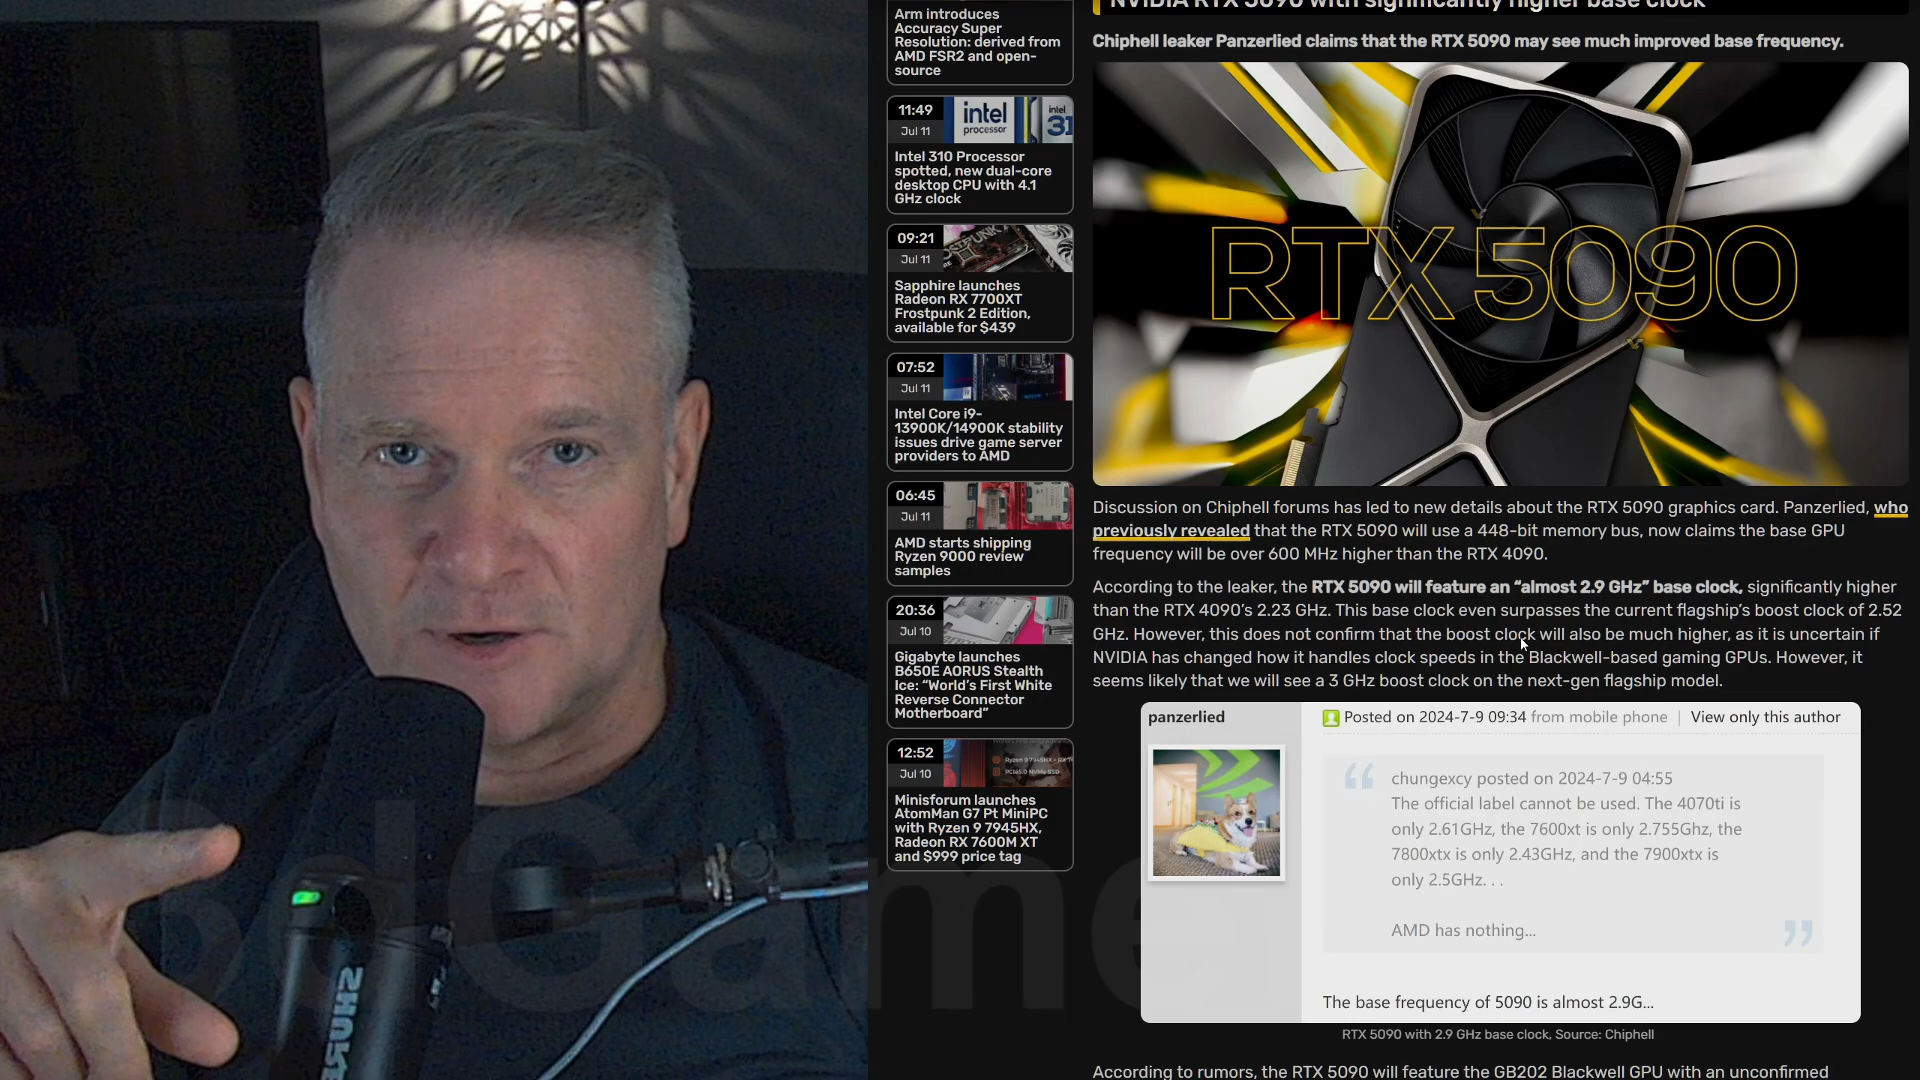 Arm introduces
Accuracy Super
Resolution: derived from
AMD FSR2 and open-
source
11:49
Jul 11
intel
processor
intel
31
Intel 310 Processor
spotted, new dual-core
desktop CPU with 4.1
GHz clock
09:21
Jul 11
Sapphire launches
Radeon RX 7700XT
Frostpunk 2 Edition,
available for $439
07:52
Jul 11
Intel Core i9-
13900K/14900K stability
issues drive game server
providers to AMD
06:45
Jul 11
AMD starts shipping
Ryzen 9000 review
samples
20:36
Jul 10
Gigabyte launches
B650E AORUS Stealth
Ice: “World’s First White
Reverse Connector
Motherboard”
12:52
Jul 10
Minisforum launches
AtomMan G7 Pt MiniPC
with Ryzen 9 7945HX,
Radeon RX 7600M XT
and $999 price tag
NVIDIA RTX 5090 with significantly higher base clock
Chiphell leaker Panzerlied claims that the RTX 5090 may see much improved base frequency.
RTX 5090
Discussion on Chiphell forums has led to new details about the RTX 5090 graphics card. Panzerlied, who
previously revealed that the RTX 5090 will use a 448-bit memory bus, now claims the base GPU
frequency will be over 600 MHz higher than the RTX 4090.
According to the leaker, the RTX 5090 will feature an “almost 2.9 GHz” base clock, significantly higher
than the RTX 4090’s 2.23 GHz. This base clock even surpasses the current flagship’s boost clock of 2.52
GHz. However, this does not confirm that the boost clock will also be much higher, as it is uncertain if
NVIDIA has changed how it handles clock speeds in the Blackwell-based gaming GPUs. However, it
seems likely that we will see a 3 GHz boost clock on the next-gen flagship model.
panzerlied
Posted on 2024-7-9 09:34 from mobile phone | View only this author
chungexcy posted on 2024-7-9 04:55
The official label cannot be used. The 4070ti is
only 2.61GHz, the 7600xt is only 2.755Ghz, the
7800xtx is only 2.43GHz, and the 7900xtx is
only 2.5GHz. . .
AMD has nothing...
The base frequency of 5090 is almost 2.9G...
RTX 5090 with 2.9 GHz base clock, Source: Chiphell
According to rumors, the RTX 5090 will feature the GB202 Blackwell GPU with an unconfirmed
SHURE